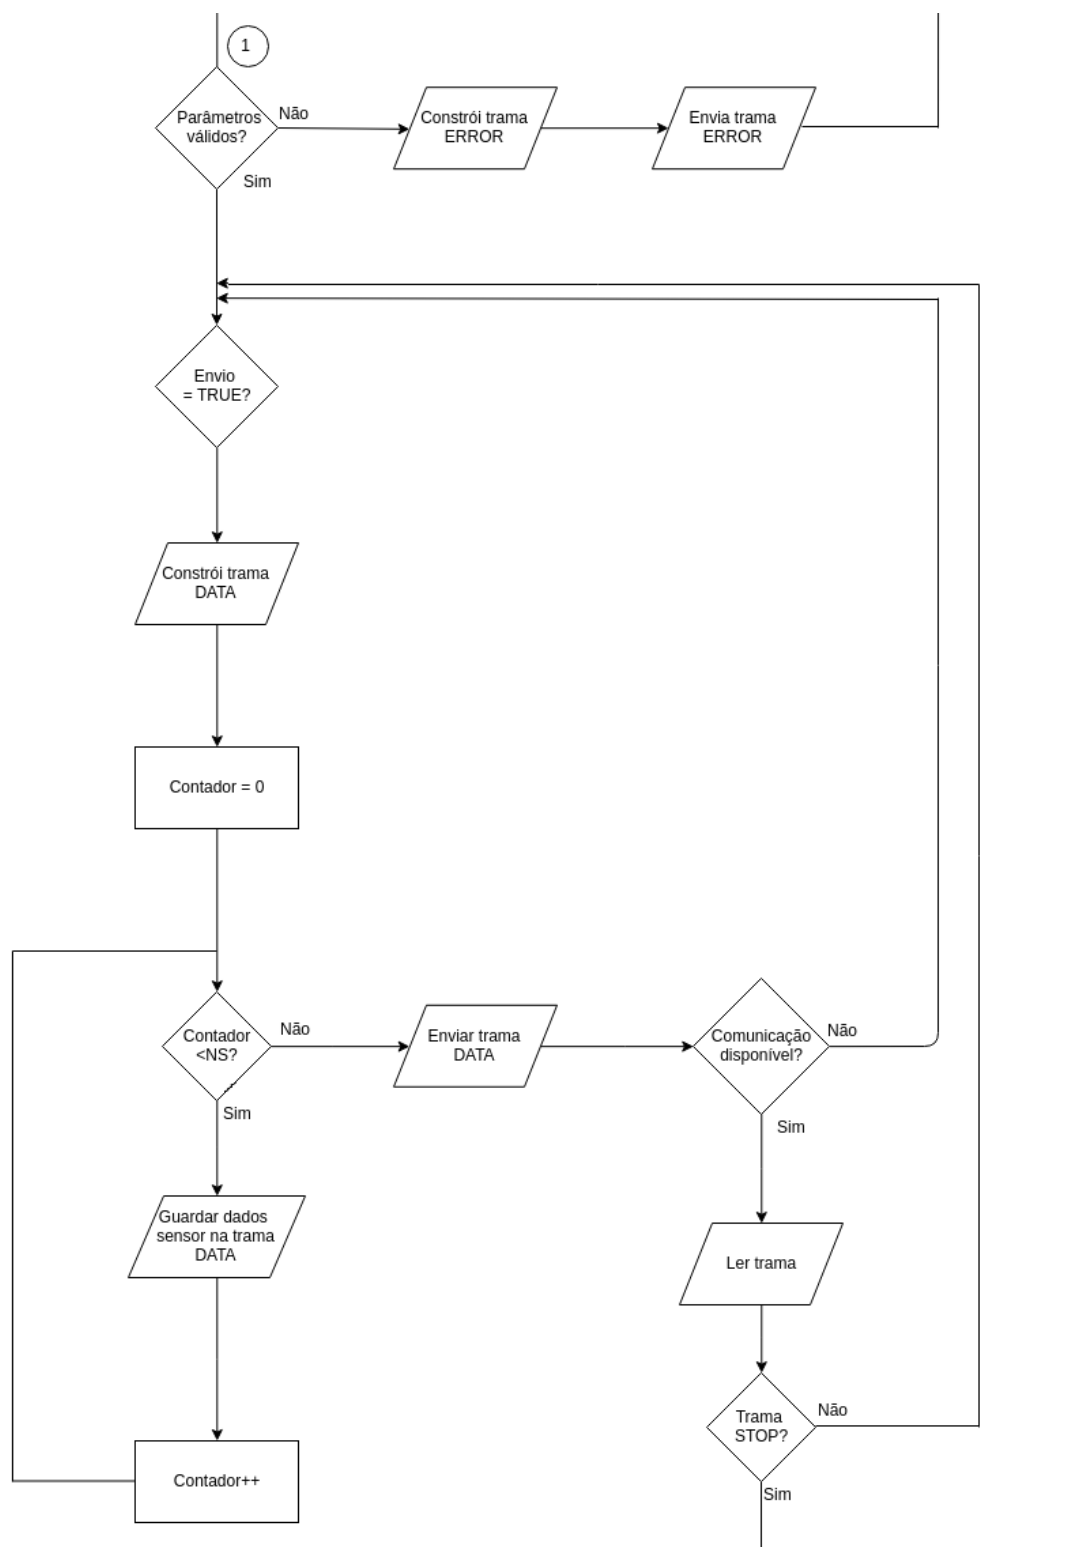 1
Parâmetros
válidos?
Não
Constrói trama
ERROR
Envia trama
ERROR
Sim
Envio
= TRUE?
Constrói trama
DATA
Contador = 0
Contador
<NS?
Não
Enviar trama
DATA
Comunicação
disponível?
Não
Sim
Sim
Guardar dados
sensor na trama
DATA
Ler trama
Trama
STOP?
Não
Contador++
Sim